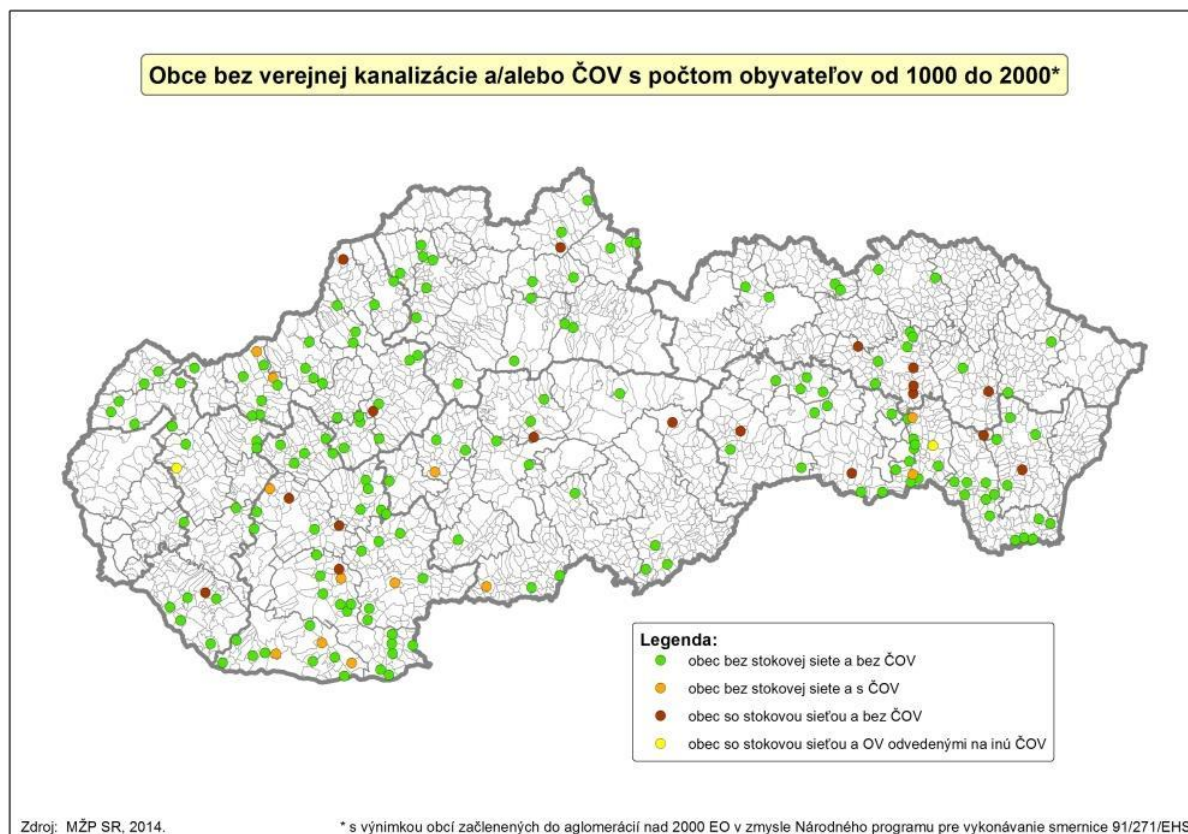 Obce bez verejnej kanalizácie a/alebo ČOV s počtom obyvateľov od 1000 do 2000*
Legenda:
obec bez stokovej siete a bez ČOV
obec bez stokovej siete a s ČOV
obec so stokovou sieťou a bez ČOV
obec so stokovou sieťou a OV odvedenými na inú ČOV
Zdroj: MŽP SR, 2014.
* s výnimkou obcí začlenených do aglomerácií nad 2000 EO v zmysle Národného programu pre vykonávanie smernice 91/271/EHS